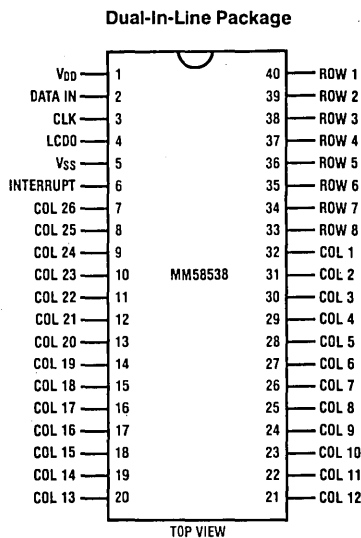 Dual-In-Line Package
VDD 1 40 ROW 1
DATA IN 2 39 ROW 2
CLK 3 38 ROW 3
LCDO 4 37 ROW 4
VSS 5 36 ROW 5
INTERRUPT 6 35 ROW 6
COL 26 7 34 ROW 7
COL 25 8 33 ROW 8
COL 24 9 32 COL 1
COL 23 10 MM58538 31 COL 2
COL 22 11 30 COL 3
COL 21 12 29 COL 4
COL 20 13 28 COL 5
COL 19 14 27 COL 6
COL 18 15 26 COL 7
COL 17 16 25 COL 8
COL 16 17 24 COL 9
COL 15 18 23 COL 10
COL 14 19 22 COL 11
COL 13 20 21 COL 12
TOP VIEW